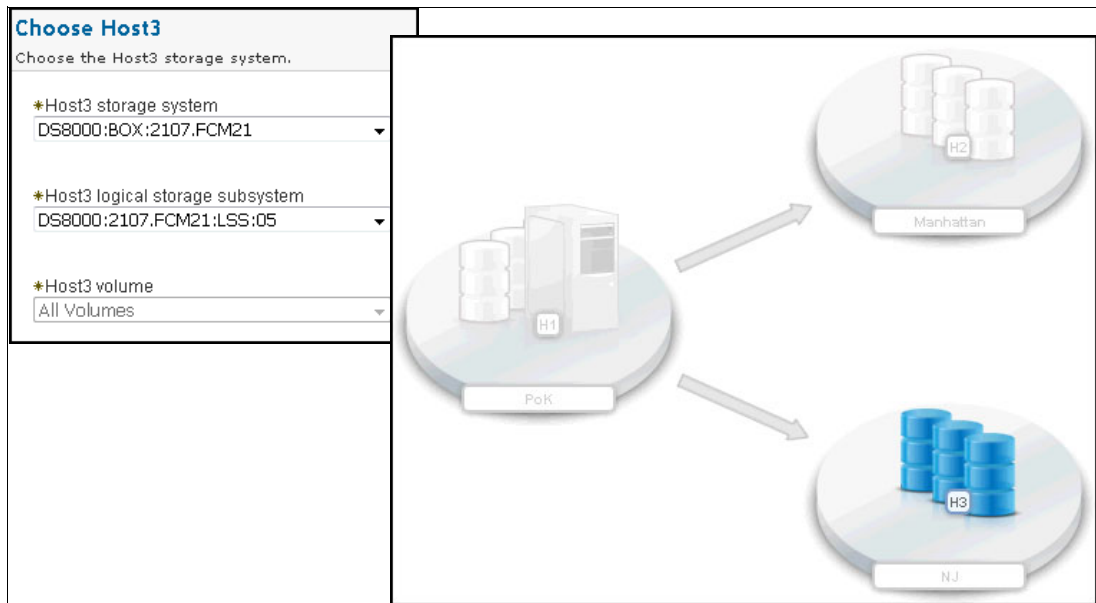 Choose Host3
Choose the Host3 storage system.
*Host3 storage system
DS8000:BOX:2107.FCM21
*Host3 logical storage subsystem
DS8000:2107.FCM21:LSS:05
*Host3 volume
All Volumes
H2
Manhattan
H1
PoK
H3
NJ